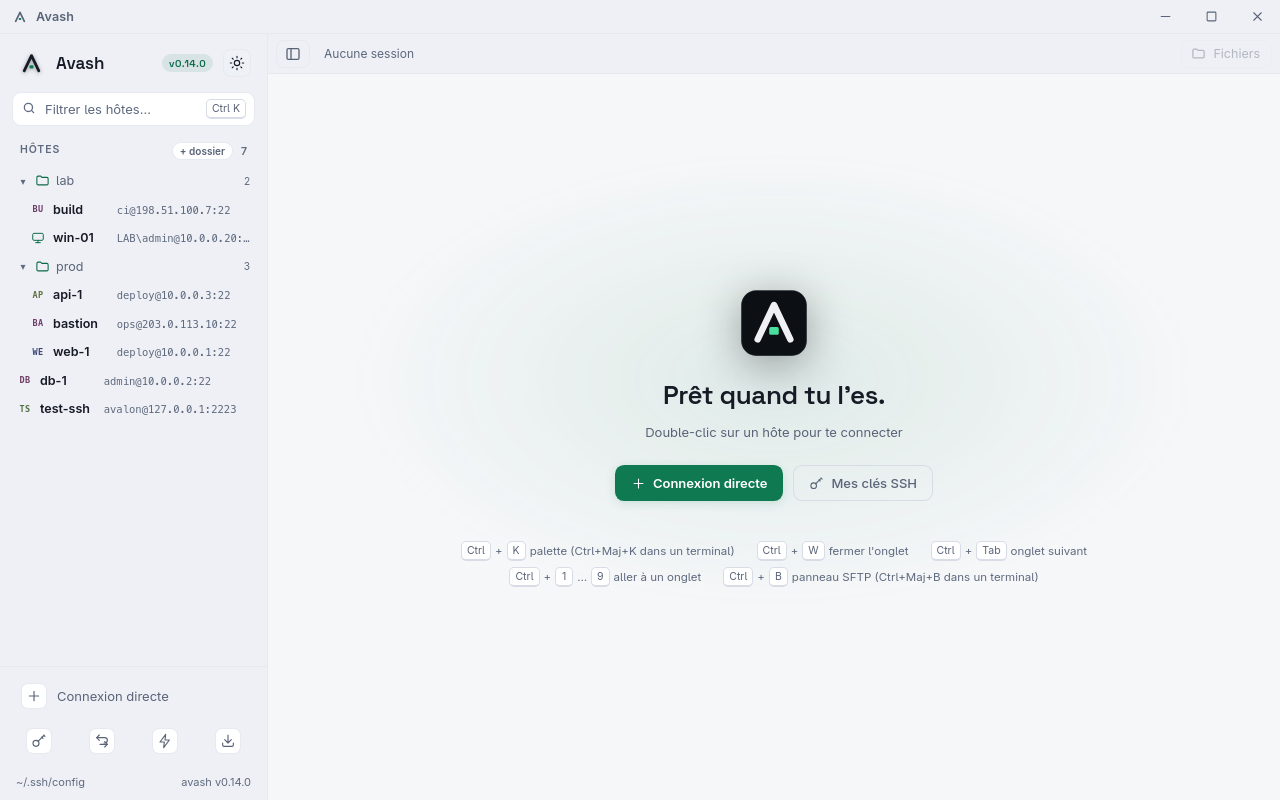 Avash
Avash v0.14.0
Aucune session
Fichiers
Filtrer les hôtes... Ctrl K
HÔTES + dossier 7
▾ lab 2
BU build ci@198.51.100.7:22
win-01 LAB\admin@10.0.0.20:…
▾ prod 3
AP api-1 deploy@10.0.0.3:22
BA bastion ops@203.0.113.10:22
WE web-1 deploy@10.0.0.1:22
DB db-1 admin@10.0.0.2:22
TS test-ssh avalon@127.0.0.1:2223
Prêt quand tu l'es.
Double-clic sur un hôte pour te connecter
Connexion directe
Mes clés SSH
Ctrl + K palette (Ctrl+Maj+K dans un terminal) Ctrl + W fermer l'onglet Ctrl + Tab onglet suivant
Ctrl + 1 … 9 aller à un onglet Ctrl + B panneau SFTP (Ctrl+Maj+B dans un terminal)
Connexion directe
~/.ssh/config avash v0.14.0